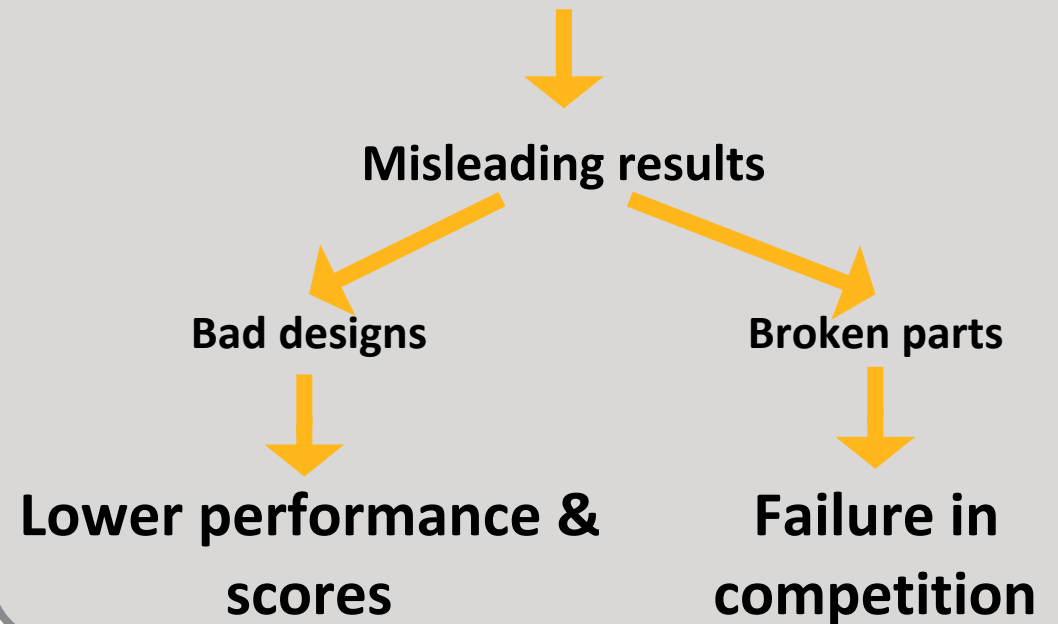 Misleading results
Bad designs
Broken parts
Lower performance &
scores
Failure in
competition